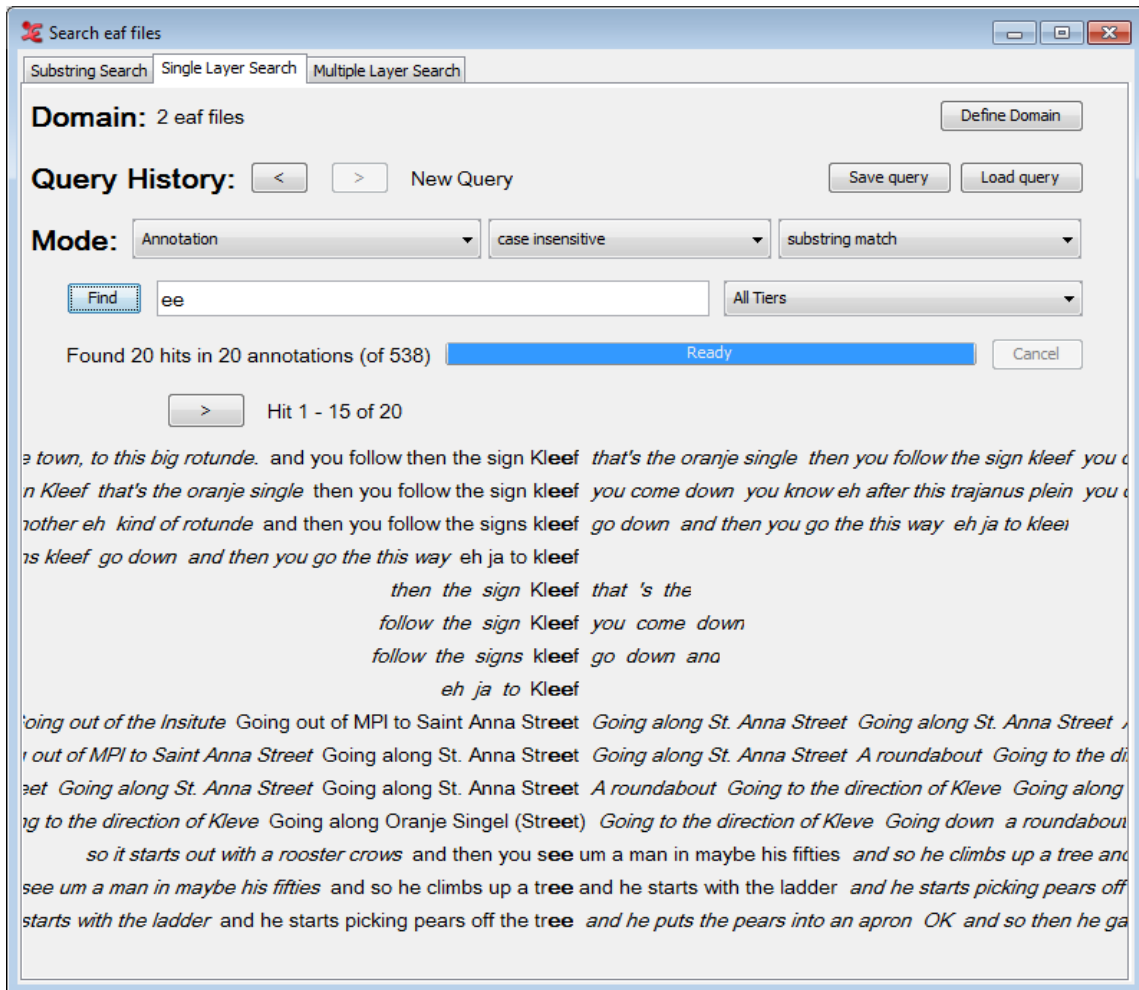 Search eaf files
Substring Search Single Layer Search Multiple Layer Search
Domain: 2 eaf files Define Domain
Query History: < > New Query Save query Load query
Mode: Annotation case insensitive substring match
Find ee All Tiers
Found 20 hits in 20 annotations (of 538) Ready Cancel
> Hit 1 - 15 of 20
town, to this big rotunde. and you follow then the sign Kleef that's the oranje single then you follow the sign kleef you
Kleef that's the oranje single then you follow the sign kleef you come down you know eh after this trajanus plein you
eh kind of rotunde and then you follow the signs kleef go down and then you go the this way eh ja to kleef
kleef go down and then you go the this way eh ja to kleef
then the sign Kleef that 's the
follow the sign Kleef you come down
follow the signs kleef go down and
eh ja to Kleef
out of the Insitute Going out of MPI to Saint Anna Street Going along St. Anna Street Going along St. Anna Street
out of MPI to Saint Anna Street Going along St. Anna Street Going along St. Anna Street A roundabout Going to the
Going along St. Anna Street Going along St. Anna Street A roundabout Going to the direction of Kleve Going along
to the direction of Kleve Going along Oranje Singel (Street) Going to the direction of Kleve Going down a roundabout
so it starts out with a rooster crows and then you see um a man in maybe his fifties and so he climbs up a tree and
see um a man in maybe his fifties and so he climbs up a tree and he starts with the ladder and he starts picking pears off
starts with the ladder and he starts picking pears off the tree and he puts the pears into an apron OK and so then he